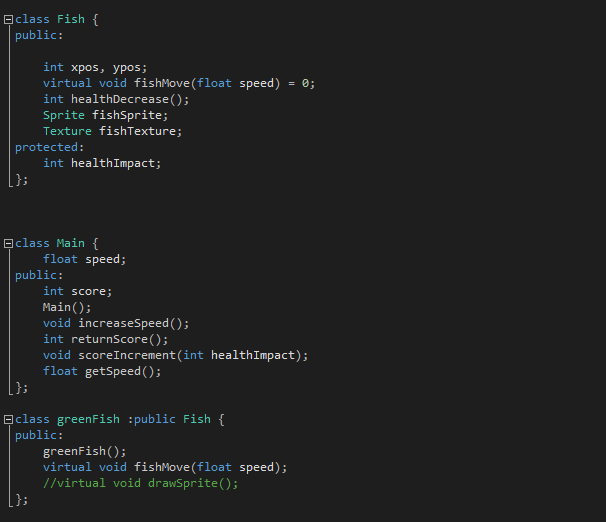 class Fish {
public:
int xpos, ypos;
virtual void fishMove(float speed) = 0;
int healthDecrease();
Sprite fishSprite;
Texture fishTexture;
protected:
int healthImpact;
};
class Main {
float speed;
public:
int score;
Main();
void increaseSpeed();
int returnScore();
void scoreIncrement(int healthImpact);
float getSpeed();
};
class greenFish :public Fish {
public:
greenFish();
virtual void fishMove(float speed);
//virtual void drawSprite();
};